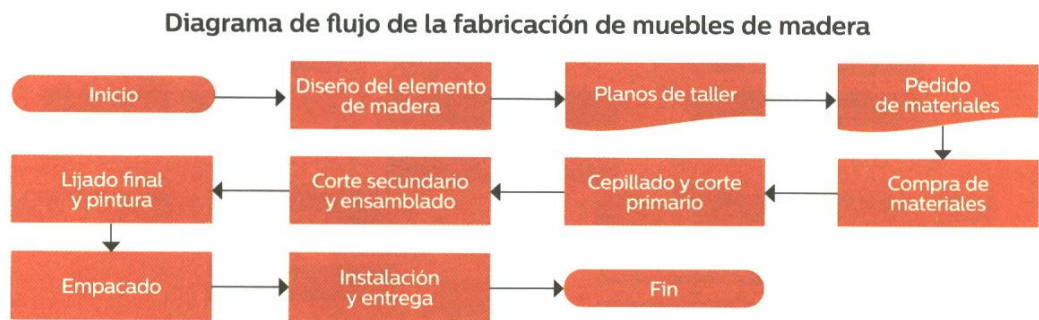 Diagrama de flujo de la fabricación de muebles de madera
Inicio
Diseño del elemento
de madera
Planos de taller
Pedido
de materiales
Compra de
materiales
Cepillado y corte
primario
Corte secundario
y ensamblado
Lijado final
y pintura
Empacado
Instalación
y entrega
Fin